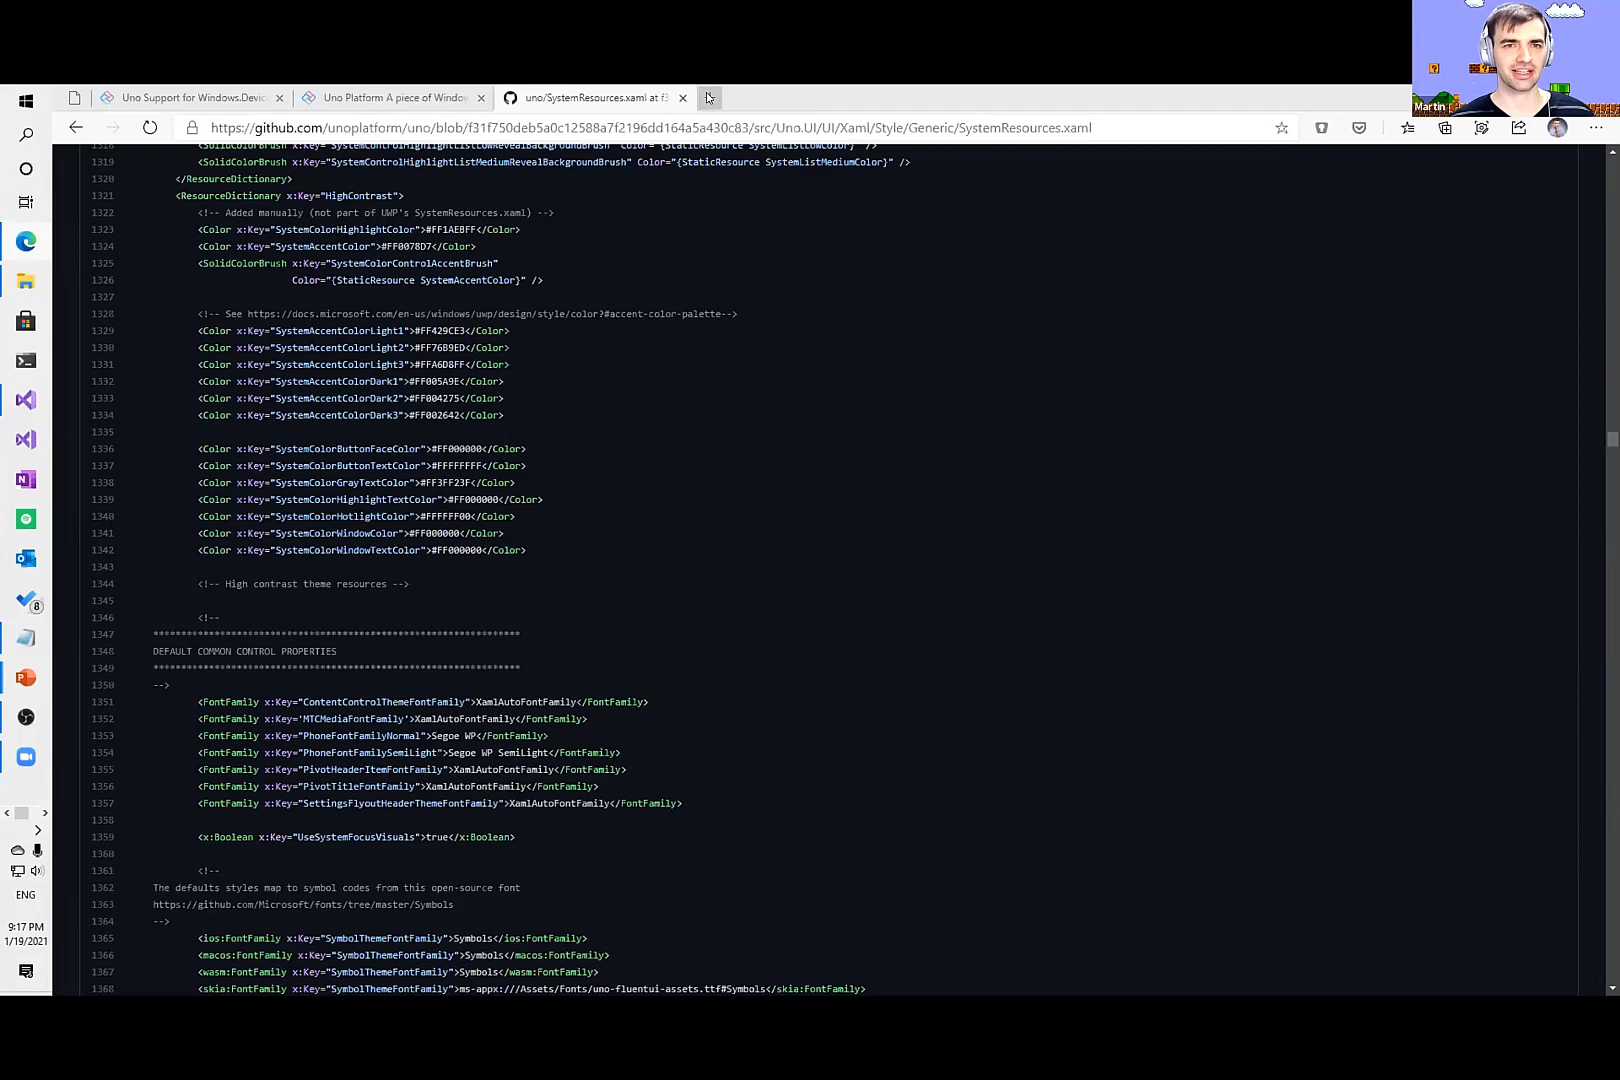 Martin
Uno Support for Windows.Devic
Uno Platform A piece of Window
uno/SystemResources.xaml at f3
https://github.com/unoplatform/uno/blob/f31f750deb5a0c12588a7f2196dd164a5a430c83/src/Uno.UI/UI/Xaml/Style/Generic/SystemResources.xaml
1318 <SolidColorBrush x:Key="SystemControlHighlightListLowRevealBackgroundBrush" Color="{StaticResource SystemListLowColor}" />
1319 <SolidColorBrush x:Key="SystemControlHighlightListMediumRevealBackgroundBrush" Color="{StaticResource SystemListMediumColor}" />
1320 </ResourceDictionary>
1321 <ResourceDictionary x:Key="HighContrast">
1322 <!-- Added manually (not part of UWP's SystemResources.xaml) -->
1323 <Color x:Key="SystemColorHighlightColor">#FF1AEBFF</Color>
1324 <Color x:Key="SystemAccentColor">#FF0078D7</Color>
1325 <SolidColorBrush x:Key="SystemColorControlAccentBrush"
1326 Color="{StaticResource SystemAccentColor}" />
1327
1328 <!-- See https://docs.microsoft.com/en-us/windows/uwp/design/style/color?#accent-color-palette-->
1329 <Color x:Key="SystemAccentColorLight1">#FF429CE3</Color>
1330 <Color x:Key="SystemAccentColorLight2">#FF76B9ED</Color>
1331 <Color x:Key="SystemAccentColorLight3">#FFA6D8FF</Color>
1332 <Color x:Key="SystemAccentColorDark1">#FF005A9E</Color>
1333 <Color x:Key="SystemAccentColorDark2">#FF004275</Color>
1334 <Color x:Key="SystemAccentColorDark3">#FF002642</Color>
1335
1336 <Color x:Key="SystemColorButtonFaceColor">#FF000000</Color>
1337 <Color x:Key="SystemColorButtonTextColor">#FFFFFFFF</Color>
1338 <Color x:Key="SystemColorGrayTextColor">#FF3FF23F</Color>
1339 <Color x:Key="SystemColorHighlightTextColor">#FF000000</Color>
1340 <Color x:Key="SystemColorHotlightColor">#FFFFFF00</Color>
1341 <Color x:Key="SystemColorWindowColor">#FF000000</Color>
1342 <Color x:Key="SystemColorWindowTextColor">#FF000000</Color>
1343
1344 <!-- High contrast theme resources -->
1345
1346 <!--
1347 ******************************************************************
1348 DEFAULT COMMON CONTROL PROPERTIES
1349 ******************************************************************
1350 -->
1351 <FontFamily x:Key="ContentControlThemeFontFamily">XamlAutoFontFamily</FontFamily>
1352 <FontFamily x:Key='MTCMediaFontFamily'>XamlAutoFontFamily</FontFamily>
1353 <FontFamily x:Key="PhoneFontFamilyNormal">Segoe WP</FontFamily>
1354 <FontFamily x:Key="PhoneFontFamilySemiLight">Segoe WP SemiLight</FontFamily>
1355 <FontFamily x:Key="PivotHeaderItemFontFamily">XamlAutoFontFamily</FontFamily>
1356 <FontFamily x:Key="PivotTitleFontFamily">XamlAutoFontFamily</FontFamily>
1357 <FontFamily x:Key="SettingsFlyoutHeaderThemeFontFamily">XamlAutoFontFamily</FontFamily>
1358
1359 <x:Boolean x:Key="UseSystemFocusVisuals">true</x:Boolean>
1360
1361 <!--
1362 The defaults styles map to symbol codes from this open-source font
1363 https://github.com/Microsoft/fonts/tree/master/Symbols
1364 -->
1365 <ios:FontFamily x:Key="SymbolThemeFontFamily">Symbols</ios:FontFamily>
1366 <macos:FontFamily x:Key="SymbolThemeFontFamily">Symbols</macos:FontFamily>
1367 <wasm:FontFamily x:Key="SymbolThemeFontFamily">Symbols</wasm:FontFamily>
1368 <skia:FontFamily x:Key="SymbolThemeFontFamily">ms-appx:///Assets/Fonts/uno-fluentui-assets.ttf#Symbols</skia:FontFamily>
8
ENG
9:17 PM
1/19/2021